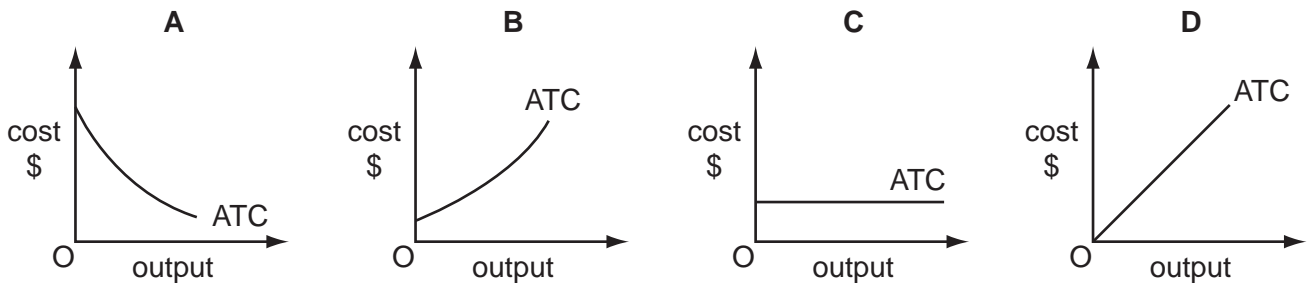 A
cost
$
ATC
O
output
B
cost
$
ATC
O
output
C
cost
$
ATC
O
output
D
cost
$
ATC
O
output